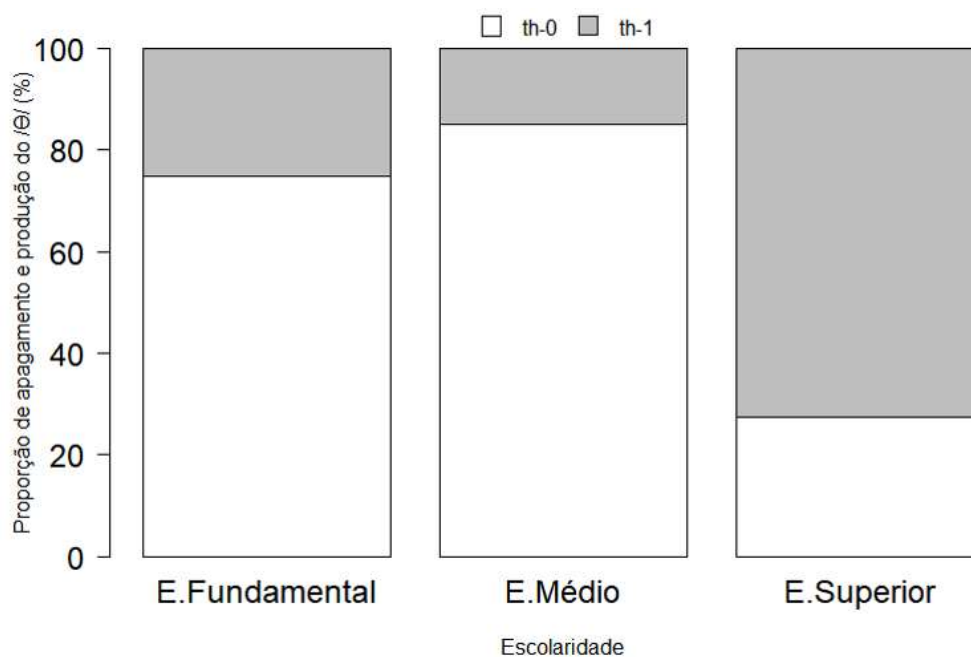 th-0 th-1
Proporção de apagamento e produção do /Θ/ (%)
100
80
60
40
20
0
E.Fundamental E.Médio E.Superior
Escolaridade